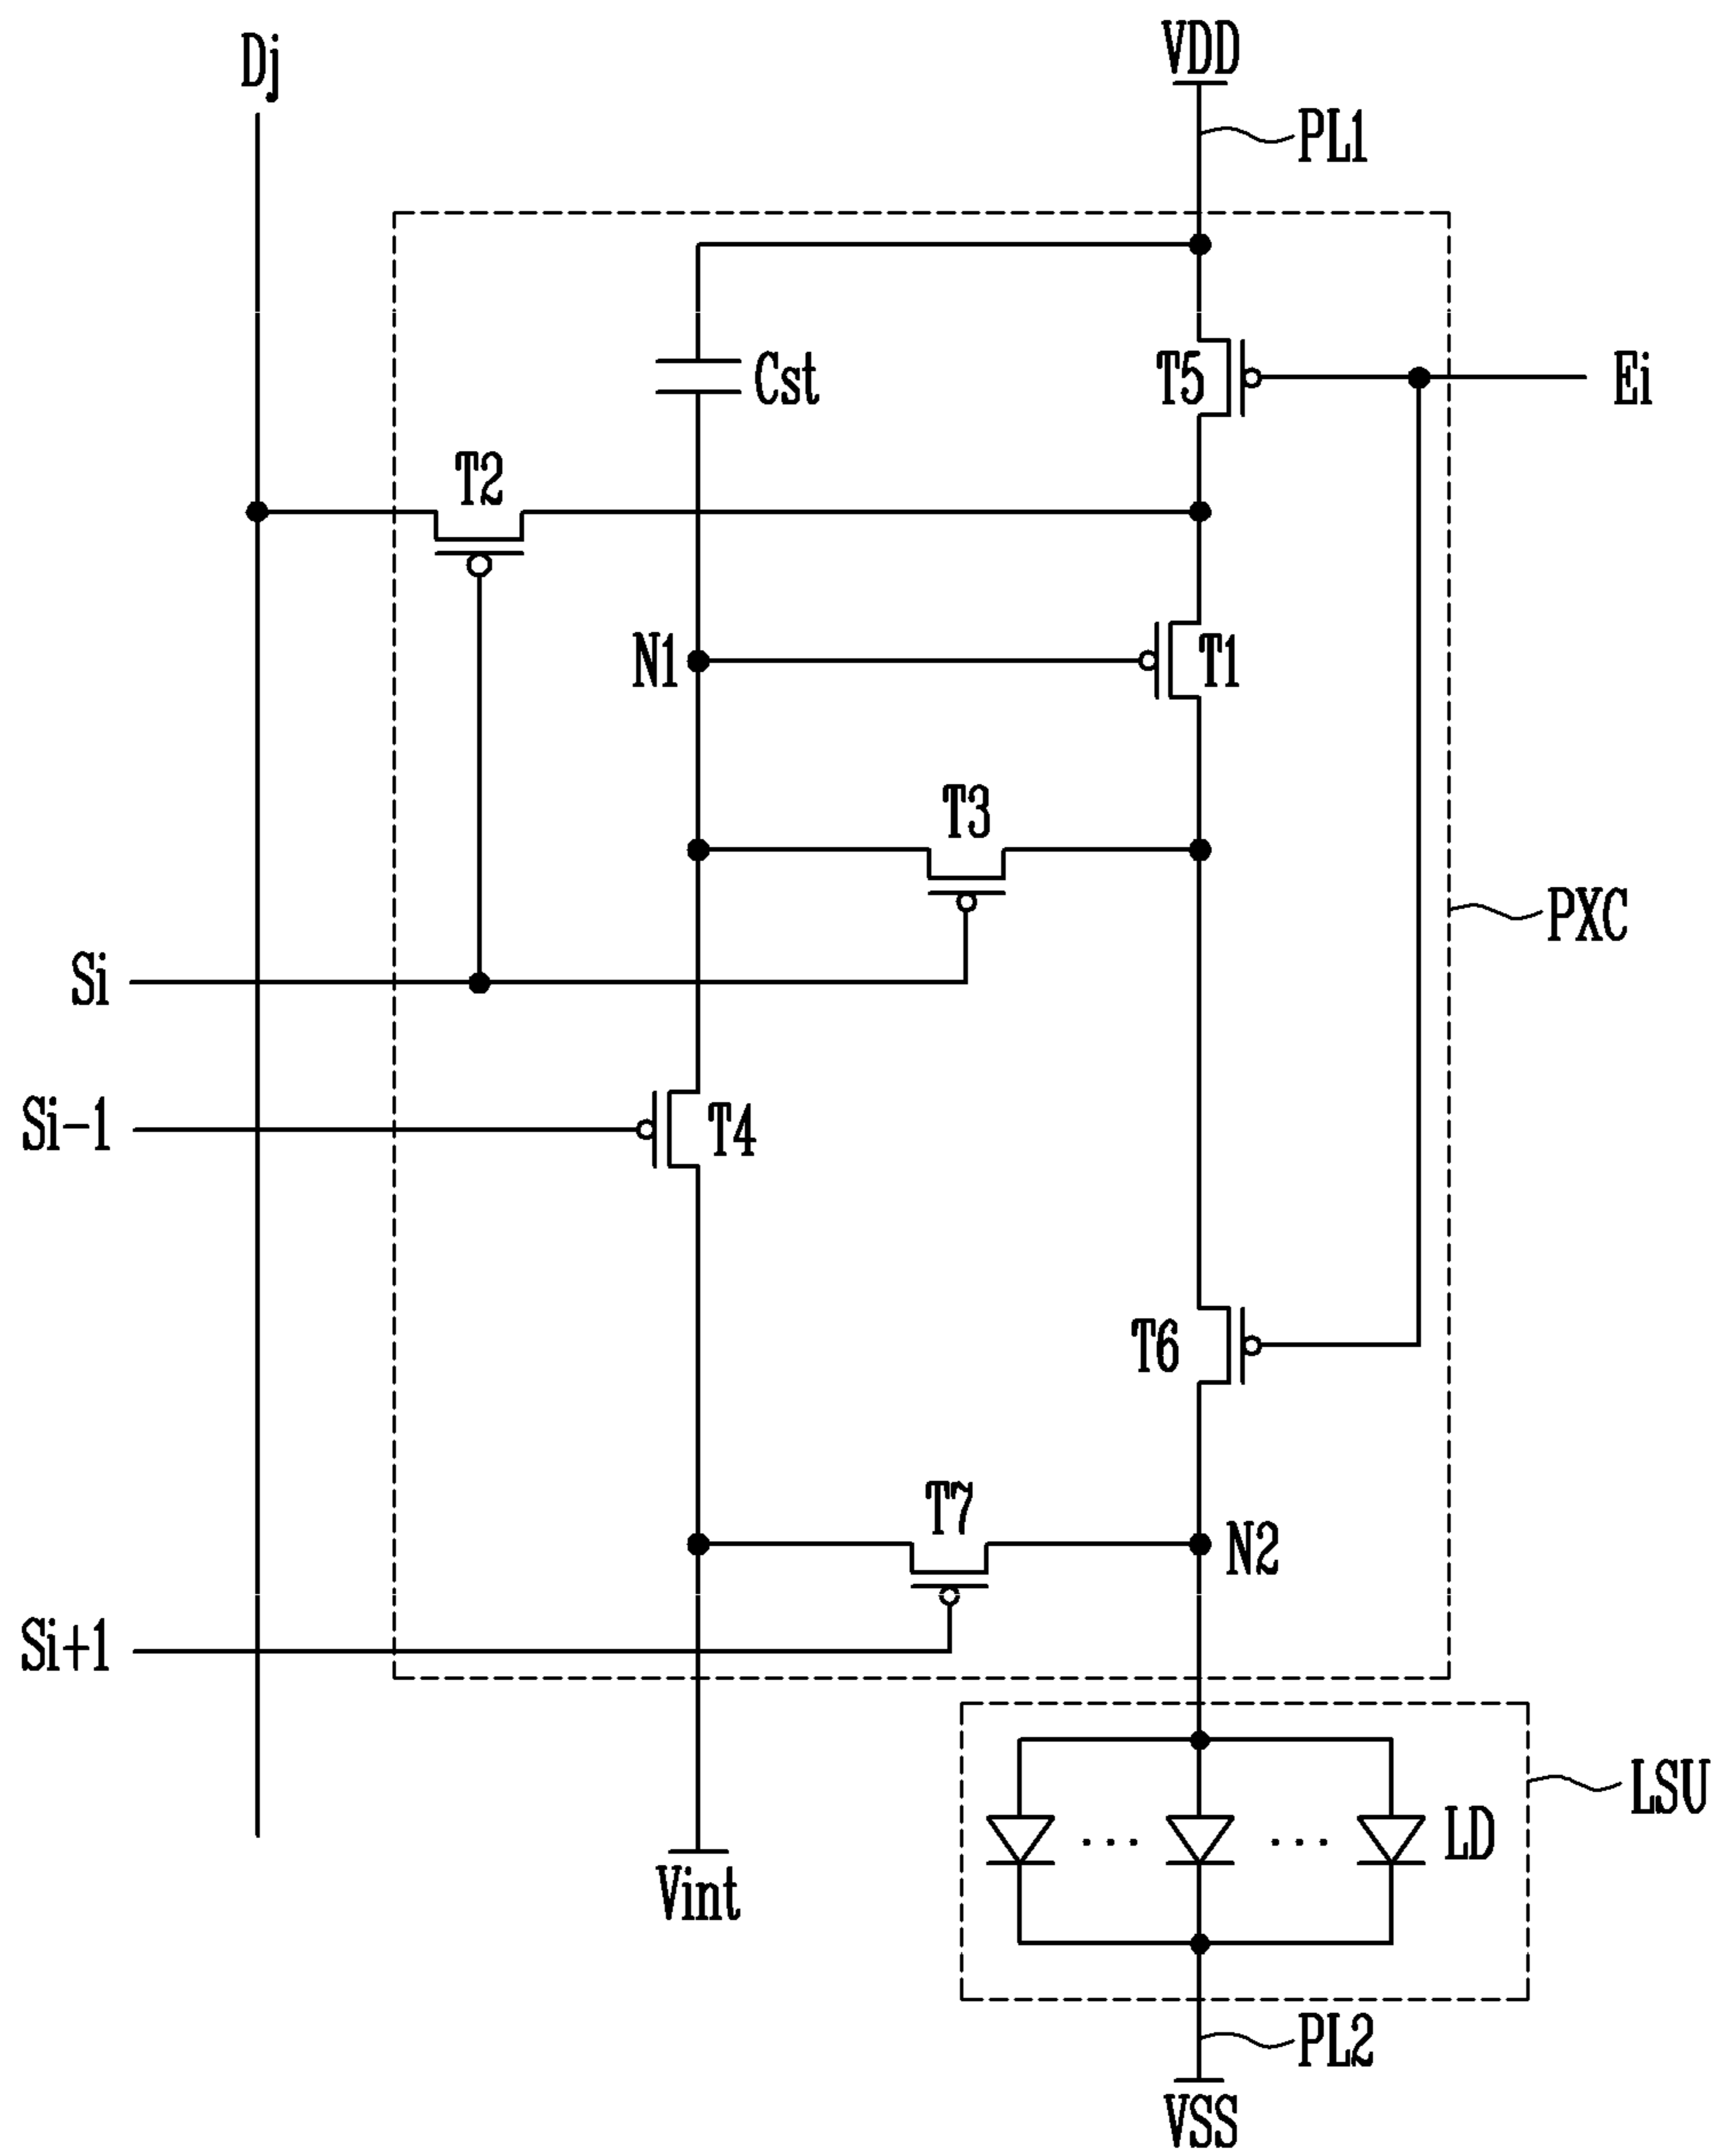 Dj
VDD
PL1
Cst
T5
Ei
T2
N1
T1
T3
PXC
Si
Si-1
T4
T6
T7
N2
Si+1
LSU
LD
Vint
PL2
VSS